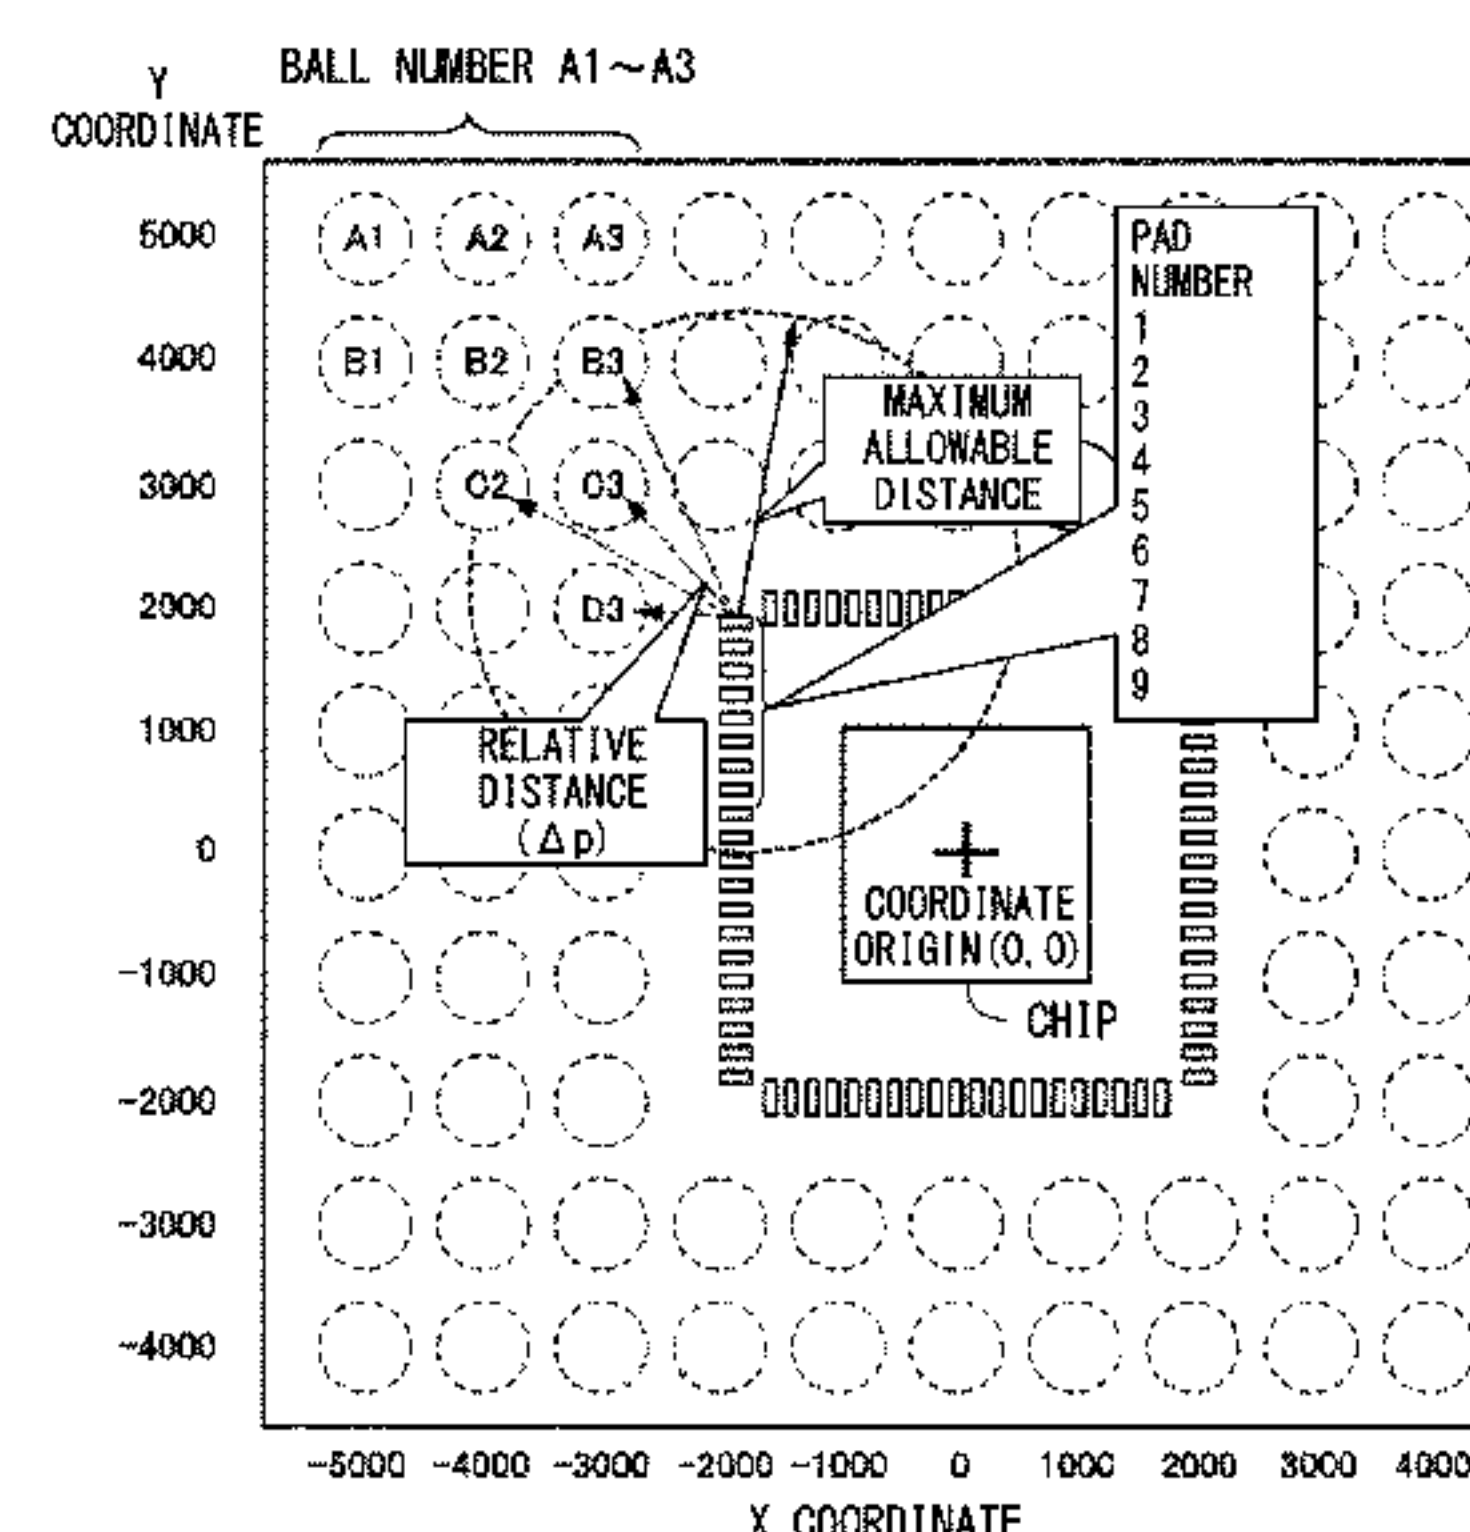 BALL NUMBER A1～A3
Y
COORDINATE
5000
A1 A2 A3
PAD
NUMBER
1
2
3
4
5
6
7
8
9
4000
B1 B2 B3
MAXIMUM
ALLOWABLE
DISTANCE
3000
C2 C3
2000
D3
1000
RELATIVE
DISTANCE
(Δp)
0
COORDINATE
ORIGIN(0,0)
-1000
CHIP
-2000
-3000
-4000
-5000 -4000 -3000 -2000 -1000 0 1000 2000 3000 4000
X COORDINATE